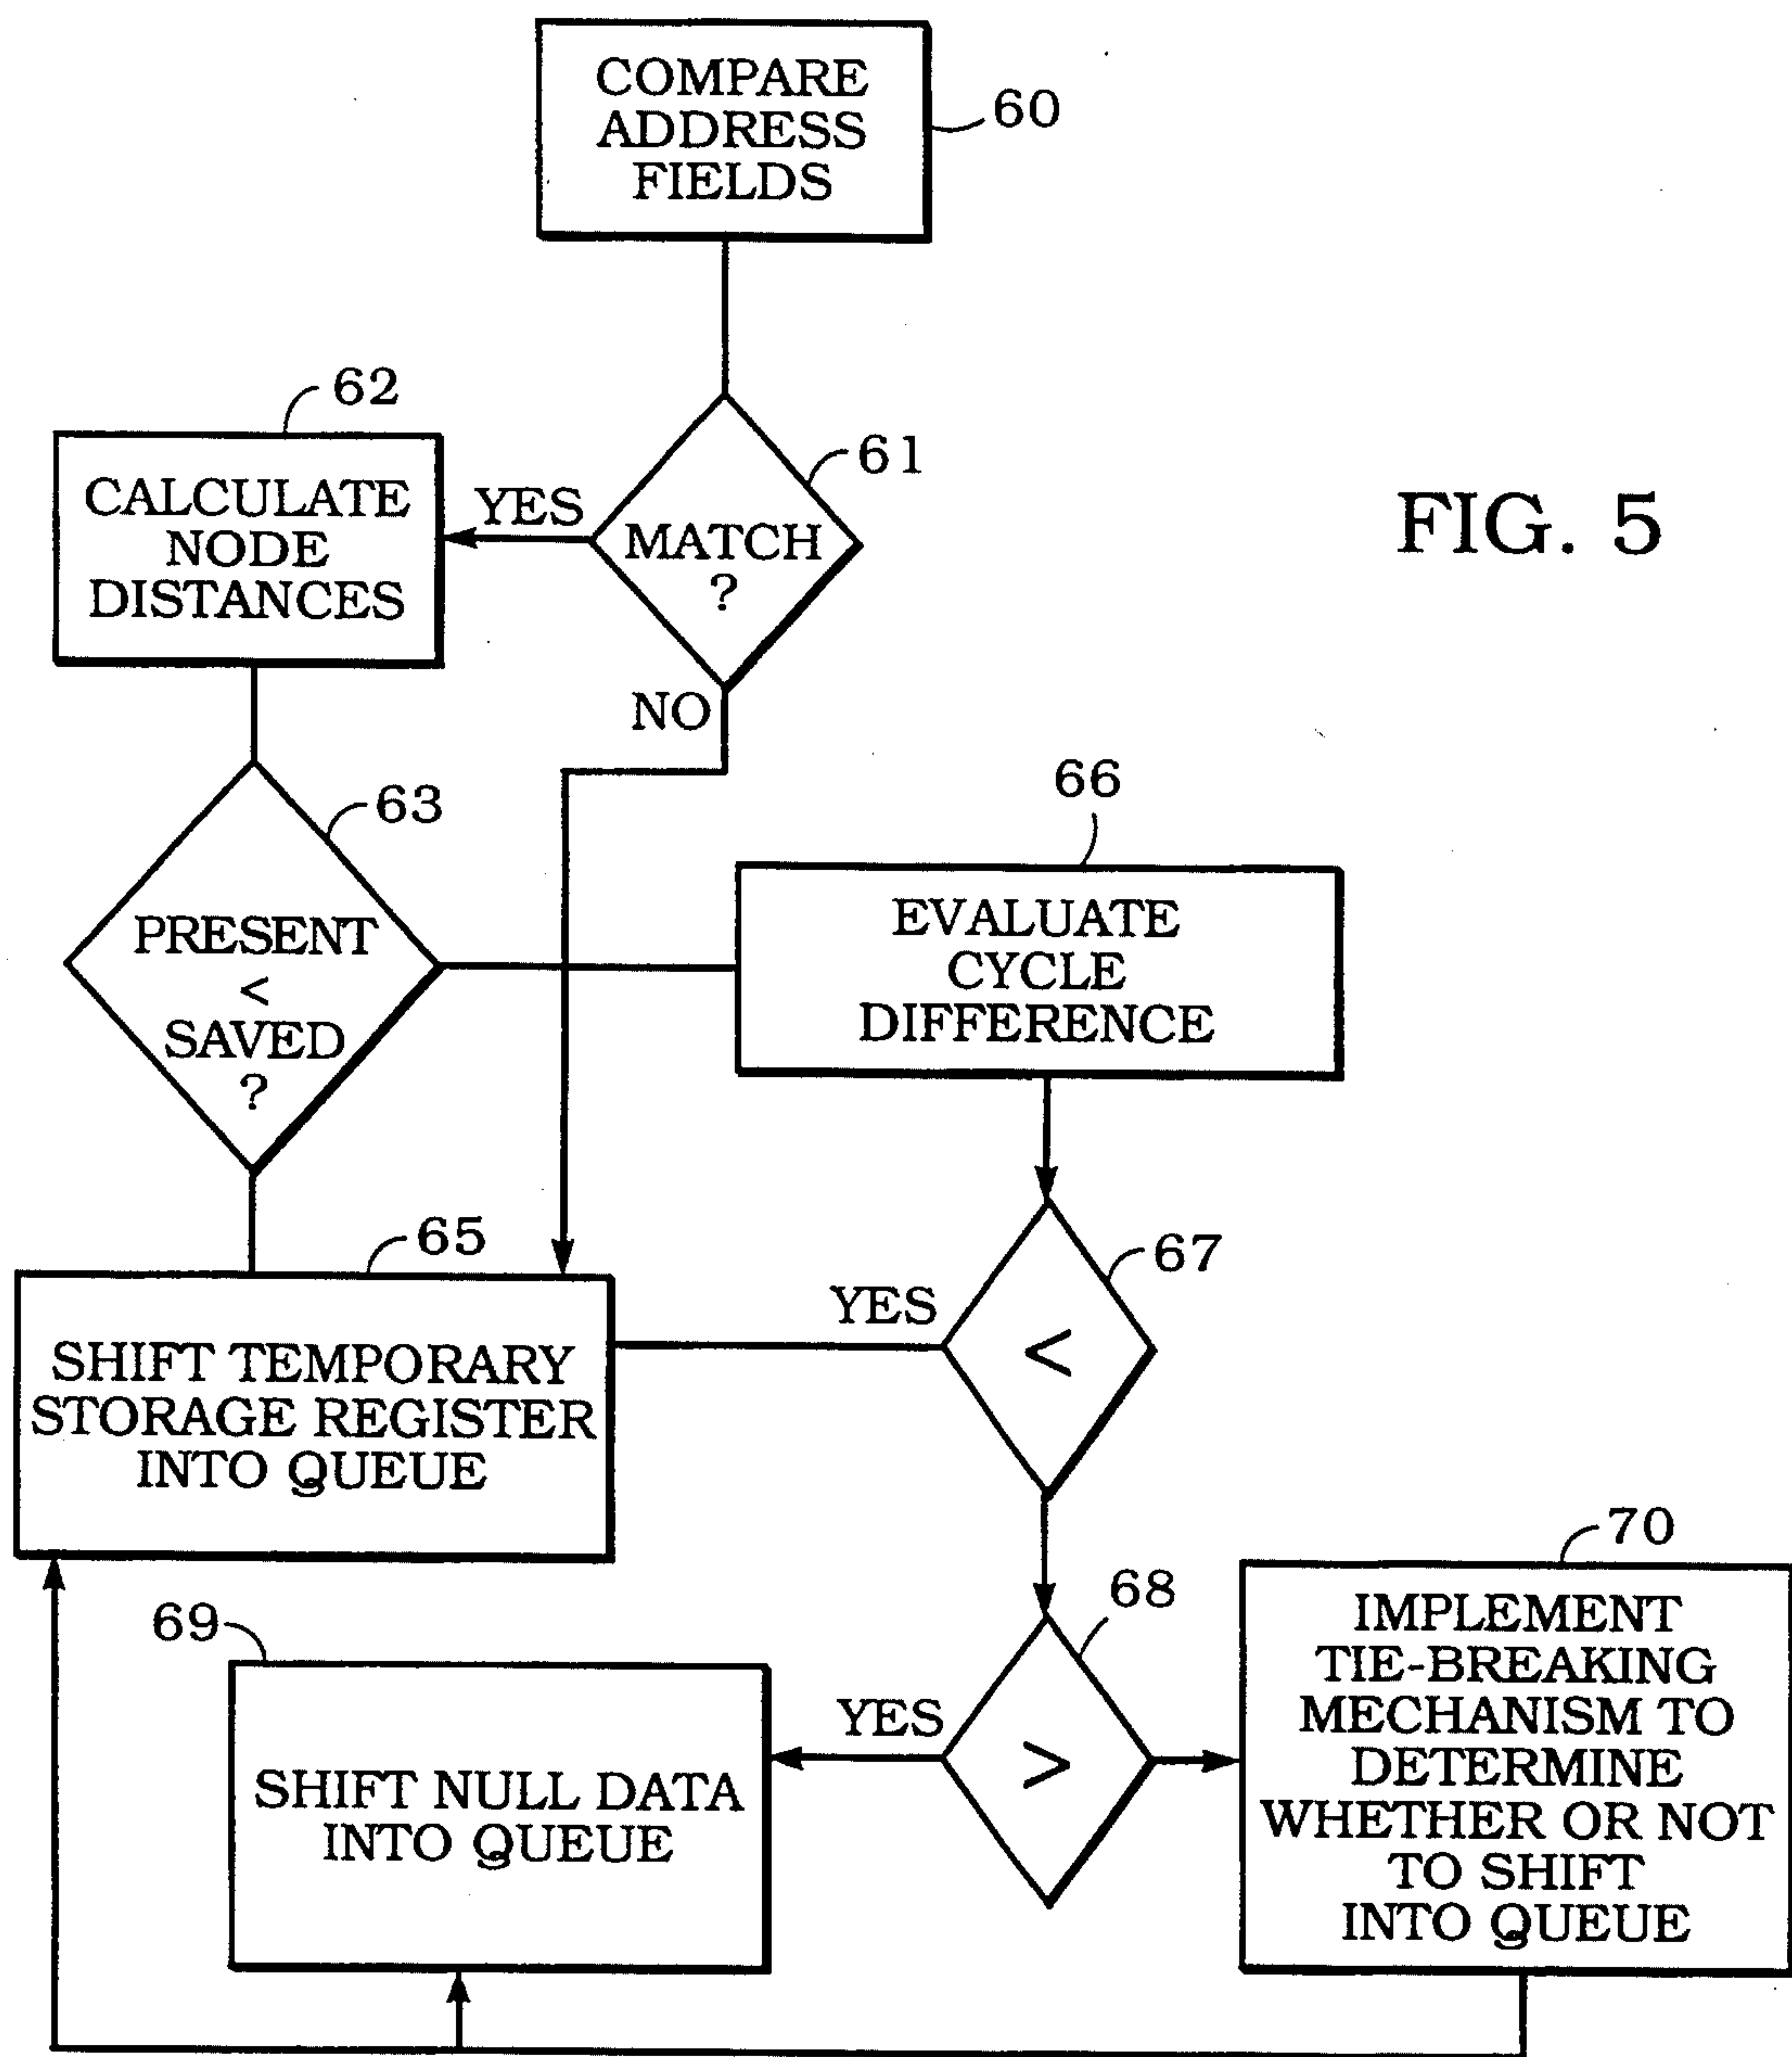 COMPARE
ADDRESS
FIELDS
60
62
61
CALCULATE
NODE
DISTANCES
YES
MATCH
?
FIG. 5
NO
63
66
PRESENT
<
SAVED
?
EVALUATE
CYCLE
DIFFERENCE
65
67
YES
<
SHIFT TEMPORARY
STORAGE REGISTER
INTO QUEUE
70
69
68
YES
>
SHIFT NULL DATA
INTO QUEUE
IMPLEMENT
TIE-BREAKING
MECHANISM TO
DETERMINE
WHETHER OR NOT
TO SHIFT
INTO QUEUE